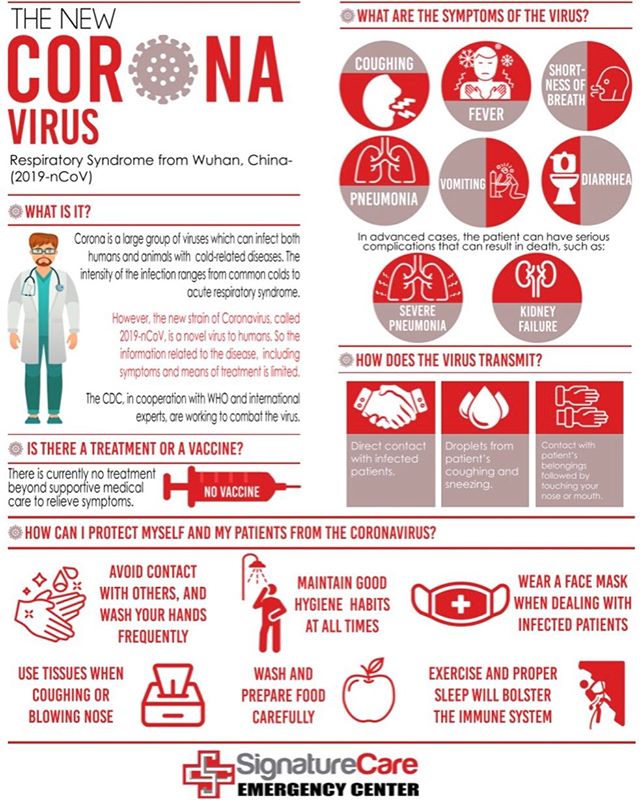 THE NEW
CORONA
VIRUS
Respiratory Syndrome from Wuhan, China-
(2019-nCoV)
WHAT IS IT?
Corona is a large group of viruses which can infect both
humans and animals with cold-related diseases. The
intensity of the infection ranges from common colds to
acute respiratory syndrome.
However, the new strain of Coronavirus, called
2019-nCoV, is a novel virus to humans. So the
information related to the disease, including
symptoms and means of treatment is limited.
The CDC, in cooperation with WHO and international
experts, are working to combat the virus.
IS THERE A TREATMENT OR A VACCINE?
There is currently no treatment
beyond supportive medical
care to relieve symptoms.
NO VACCINE
WHAT ARE THE SYMPTOMS OF THE VIRUS?
COUGHING
FEVER
SHORT-
NESS OF
BREATH
PNEUMONIA
VOMITING
DIARRHEA
In advanced cases, the patient can have serious
complications that can result in death, such as:
SEVERE
PNEUMONIA
KIDNEY
FAILURE
HOW DOES THE VIRUS TRANSMIT?
Direct contact
with infected
patients.
Droplets from
patient's
coughing and
sneezing.
Contact with
patient's
belongings
followed by
touching your
nose or mouth.
HOW CAN I PROTECT MYSELF AND MY PATIENTS FROM THE CORONAVIRUS?
AVOID CONTACT
WITH OTHERS, AND
WASH YOUR HANDS
FREQUENTLY
MAINTAIN GOOD
HYGIENE HABITS
AT ALL TIMES
WEAR A FACE MASK
WHEN DEALING WITH
INFECTED PATIENTS
USE TISSUES WHEN
COUGHING OR
BLOWING NOSE
WASH AND
PREPARE FOOD
CAREFULLY
EXERCISE AND PROPER
SLEEP WILL BOLSTER
THE IMMUNE SYSTEM
SignatureCare
EMERGENCY CENTER